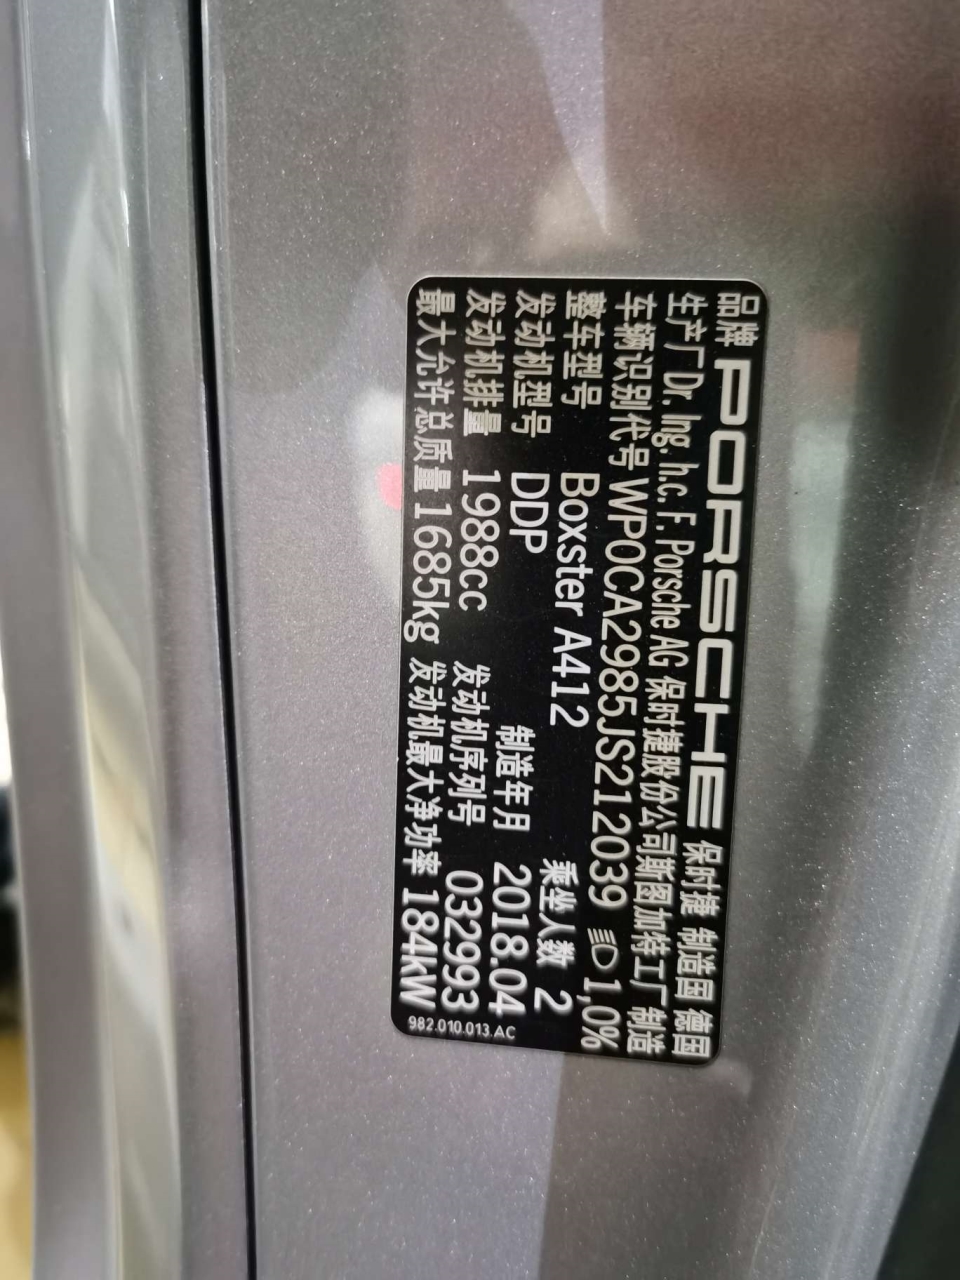 品牌 PORSCHE 保时捷 制造国 德国
生产厂 Dr. Ing. h.c. F. Porsche AG 保时捷股份公司斯图加特工厂 制造
车辆识别代号 WP0CA2985JS212039 1,0%
整车型号 Boxster A412 乘坐人数 2
发动机型号 DDP 制造年月 2018.04
发动机排量 1988cc 发动机序列号 032993
最大允许总质量 1685kg 发动机最大净功率 184kW
982.010.013.AC